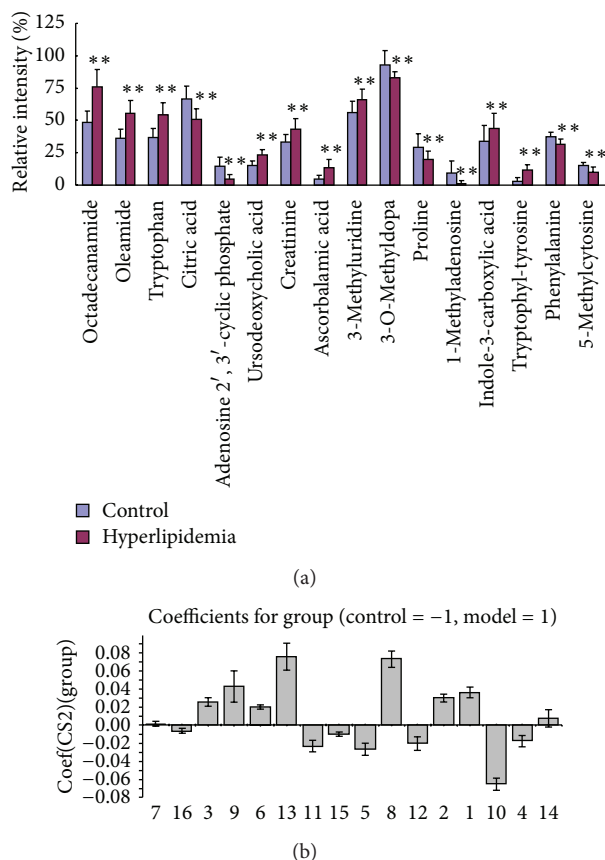 125
100
75
50
25
0
Relative intensity (%)
** ** ** ** ** ** ** ** ** ** ** ** ** ** ** **
Octadecanamide
Oleamide
Tryptophan
Citric acid
Adenosine 2′, 3′-cyclic phosphate
Ursodeoxycholic acid
Creatinine
Ascorbalamic acid
3-Methyluridine
3-O-Methyldopa
Proline
1-Methyladenosine
Indole-3-carboxylic acid
Tryptophyl-tyrosine
Phenylalanine
5-Methylcytosine
Control
Hyperlipidemia
(a)
Coefficients for group (control = −1, model = 1)
0.08
0.06
0.04
0.02
0.00
−0.02
−0.04
−0.06
−0.08
Coef(CS2)(group)
7 16 3 9 6 13 11 15 5 8 12 2 1 10 4 14
(b)